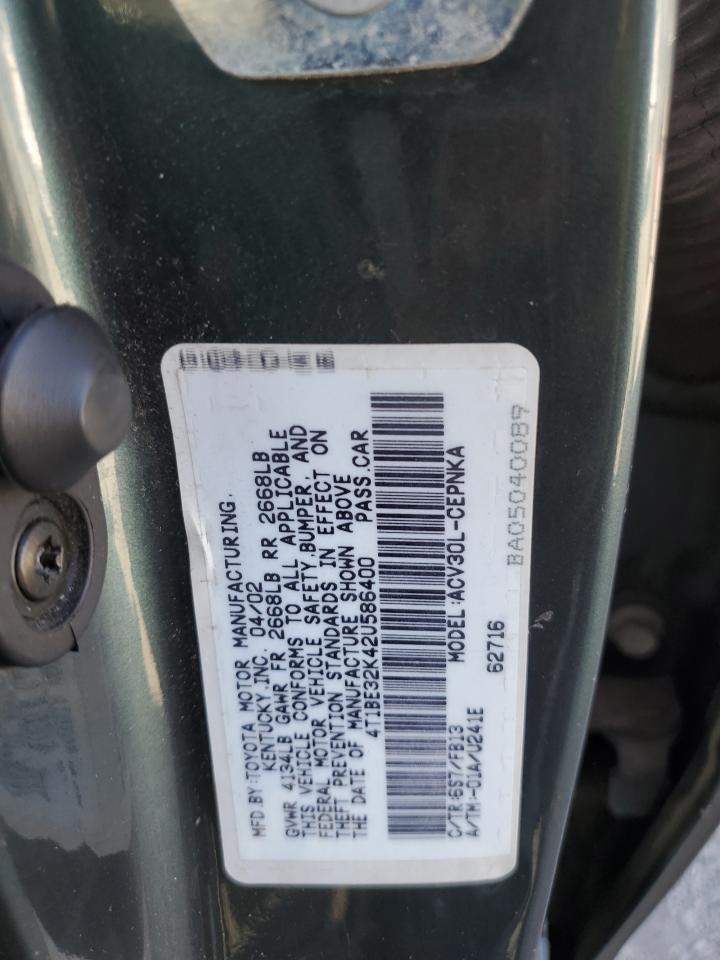 MFD.BY:TOYOTA MOTOR MANUFACTURING,
KENTUCKY,INC. 04/02
GVWR 4134LB GAWR FR 2668LB RR 2668LB
THIS VEHICLE CONFORMS TO ALL APPLICABLE
FEDERAL MOTOR VEHICLE SAFETY,BUMPER, AND
THEFT PREVENTION STANDARDS IN EFFECT ON
THE DATE OF MANUFACTURE SHOWN ABOVE
4T1BE32K42U586400 PASS.CAR
C/TR:6S7/FB13 MODEL:ACV30L-CEPNKA
A/TM:-01A/U241E 62716
BA05040089